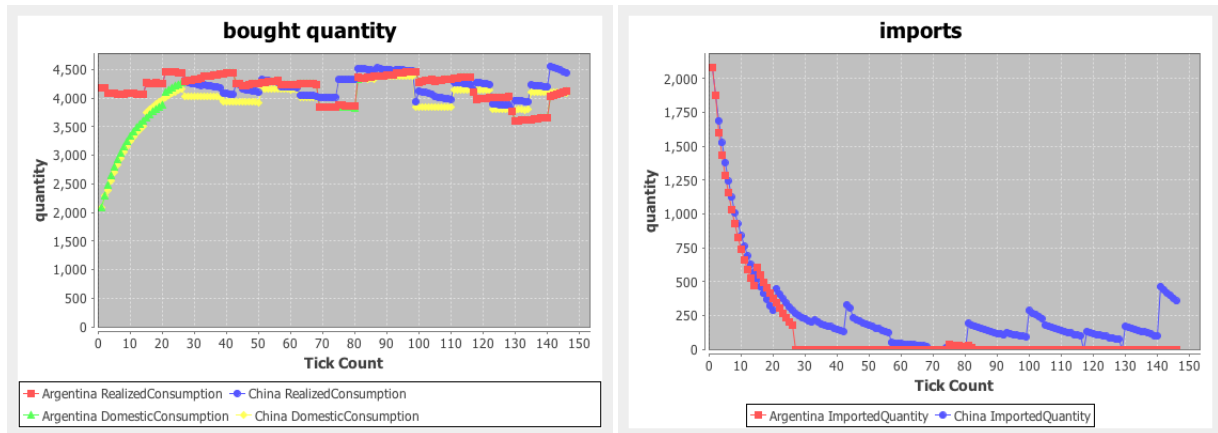 bought quantity
4,500
4,000
3,500
3,000
2,500
2,000
1,500
1,000
500
0
quantity
0 10 20 30 40 50 60 70 80 90 100 110 120 130 140 150
Tick Count
Argentina RealizedConsumption China RealizedConsumption
Argentina DomesticConsumption China DomesticConsumption
imports
2,000
1,750
1,500
1,250
1,000
750
500
250
0
quantity
0 10 20 30 40 50 60 70 80 90 100 110 120 130 140 150
Tick Count
Argentina ImportedQuantity China ImportedQuantity